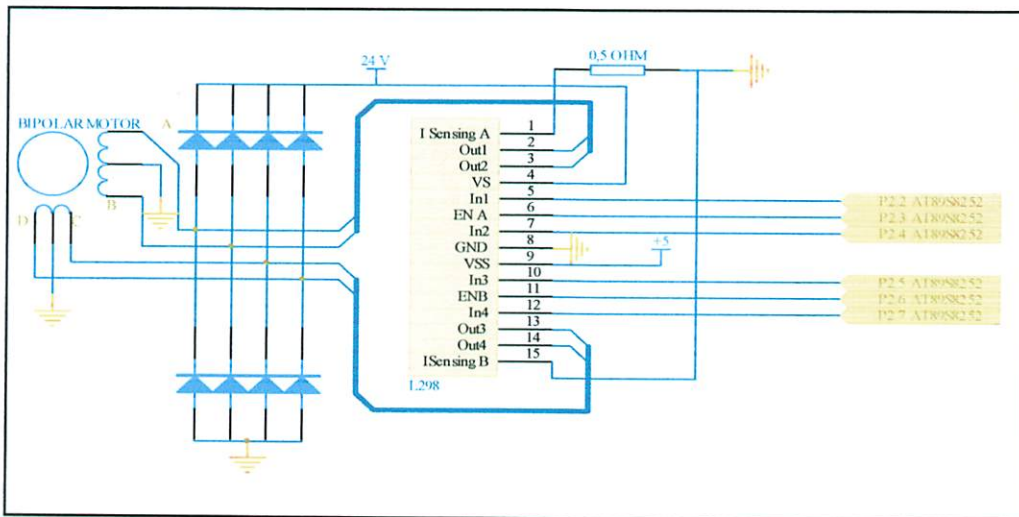 24 V
0,5 OHM
BIPOLAR MOTOR
A
B
D
C
I Sensing A
1
Out1
2
Out2
3
VS
4
In1
5
EN A
6
In2
7
GND
8
VSS
9
In3
10
ENB
11
In4
12
Out3
13
Out4
14
ISensing B
15
L298
+5
P2.2 AT89S8252
P2.3 AT89S8252
P2.4 AT89S8252
P2.5 AT89S8252
P2.6 AT89S8252
P2.7 AT89S8252